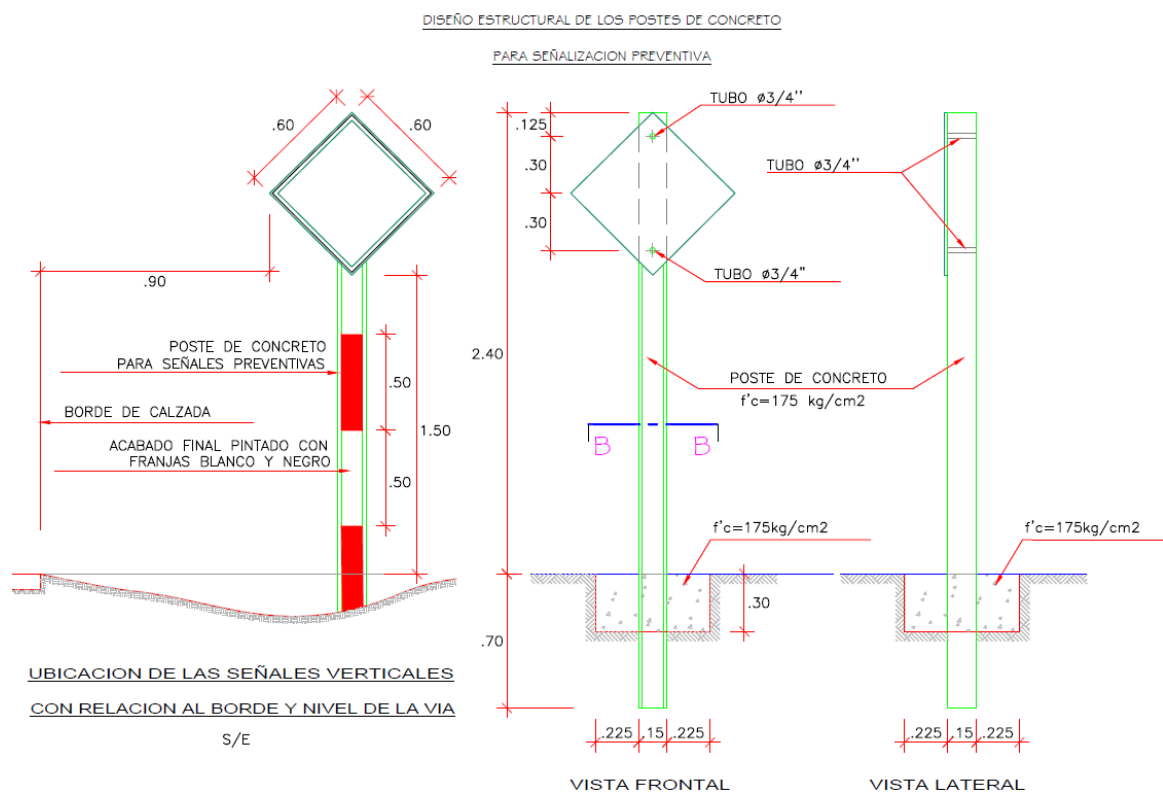 DISEÑO ESTRUCTURAL DE LOS POSTES DE CONCRETO
PARA SEÑALIZACION PREVENTIVA
.60
.60
.90
POSTE DE CONCRETO
PARA SEÑALES PREVENTIVAS
.50
BORDE DE CALZADA
1.50
ACABADO FINAL PINTADO CON
FRANJAS BLANCO Y NEGRO
.50
UBICACION DE LAS SEÑALES VERTICALES
CON RELACION AL BORDE Y NIVEL DE LA VIA
S/E
TUBO ø3/4''
.125
.30
.30
TUBO ø3/4"
2.40
POSTE DE CONCRETO
f'c=175 kg/cm2
B
B
f'c=175kg/cm2
.30
.70
.225
.15
.225
VISTA FRONTAL
TUBO ø3/4''
f'c=175kg/cm2
.225
.15
.225
VISTA LATERAL